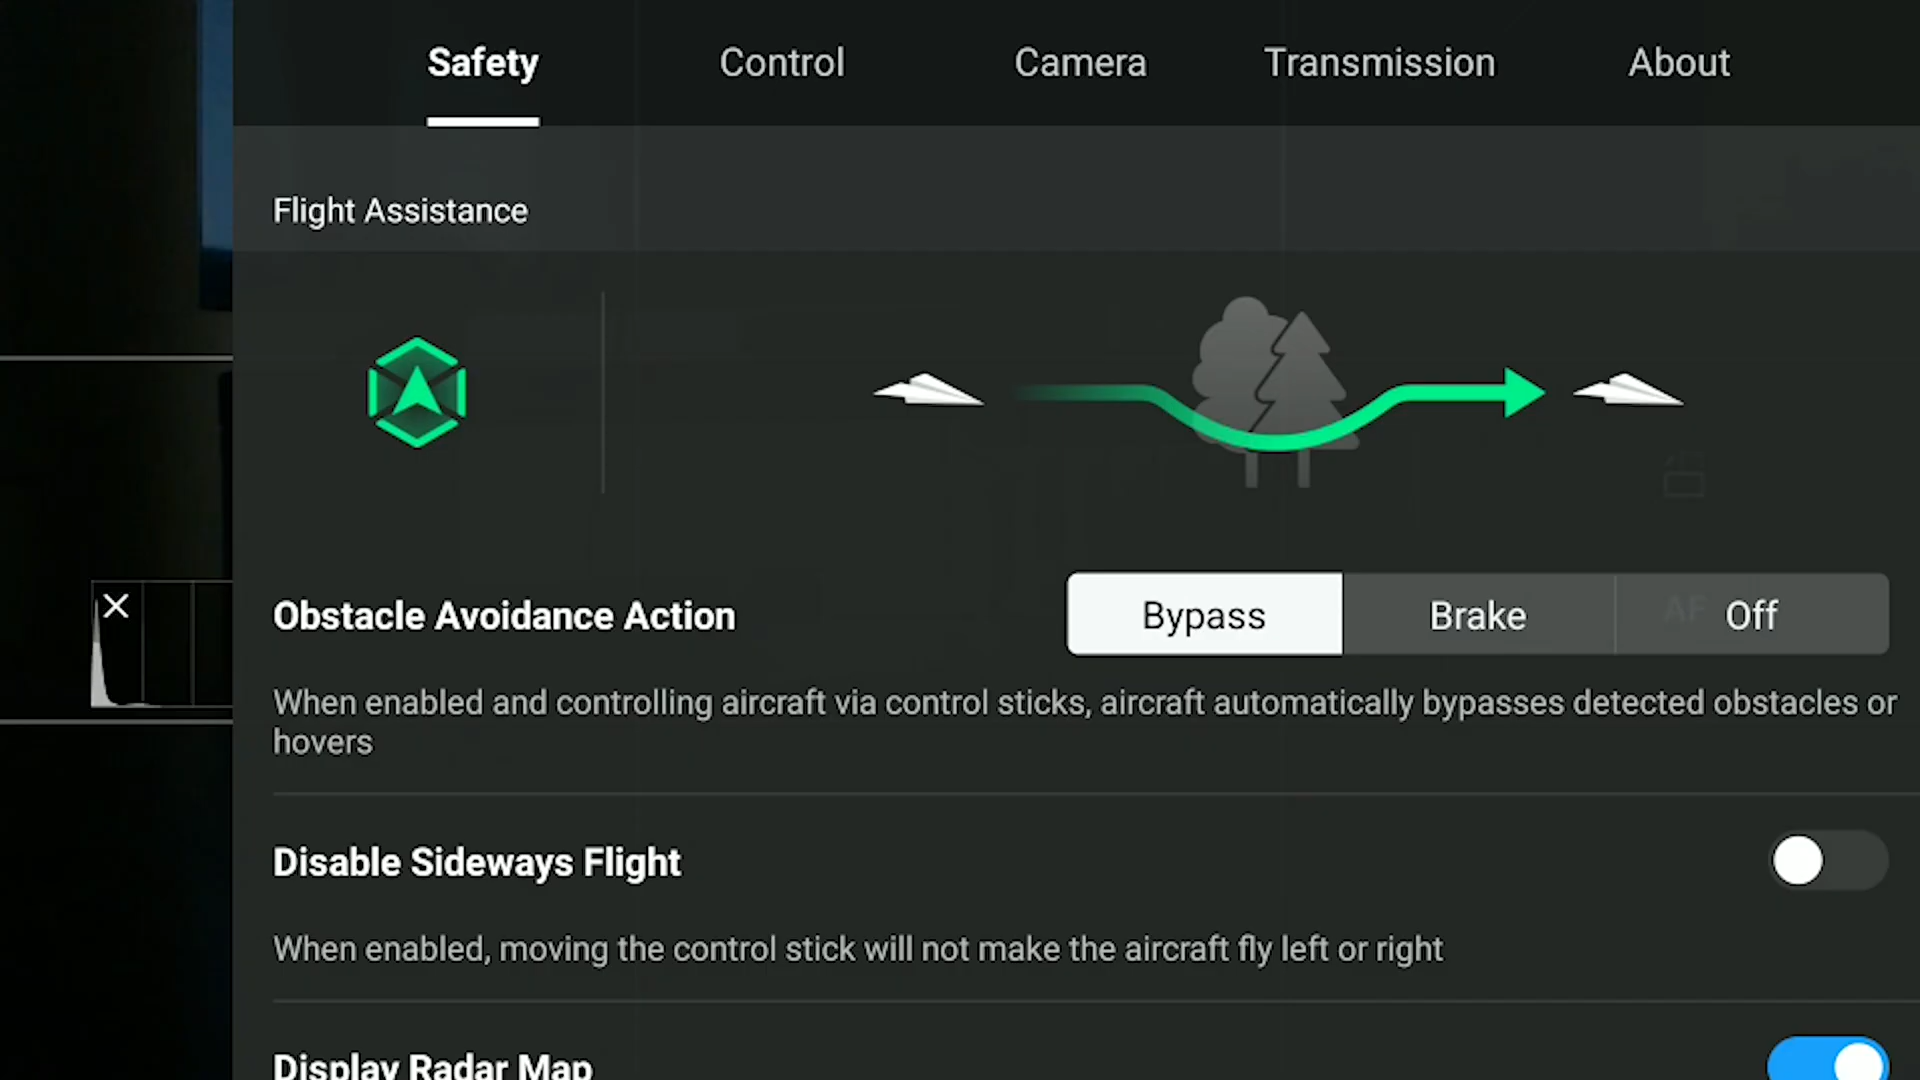 Safety Control Camera Transmission About
Flight Assistance
Obstacle Avoidance Action
Bypass Brake AF Off
When enabled and controlling aircraft via control sticks, aircraft automatically bypasses detected obstacles or
hovers
Disable Sideways Flight
When enabled, moving the control stick will not make the aircraft fly left or right
Display Radar Map